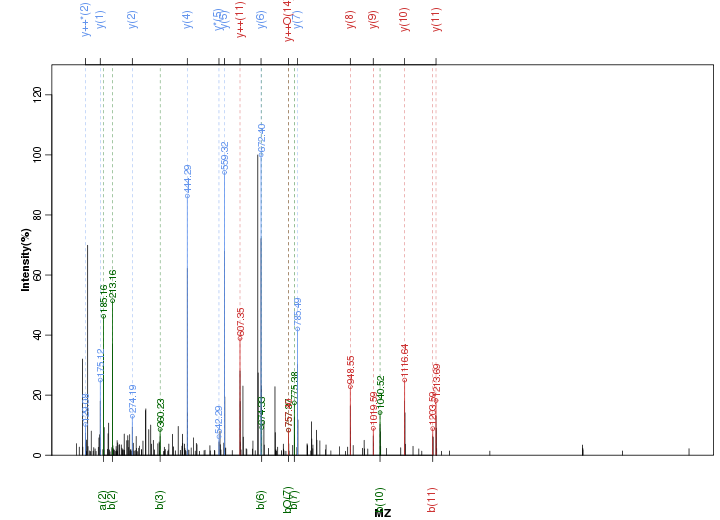 y++*(2)
y(1)
y(2)
y(4)
y*(5)
y(5)
y++(11)
y(6)
y++O(14
y(7)
y(8)
y(9)
y(10)
y(11)
Intensity(%)
0
20
40
60
80
100
120
175.12
185.16
213.16
274.19
360.23
444.29
542.29
559.32
607.35
672.40
674.33
775.38
785.49
948.55
1019.59
1040.52
1116.64
1203.59
1213.69
a(2)
b(2)
b(3)
b(6)
bO(7)
b(7)
b(10)
b(11)
MZ